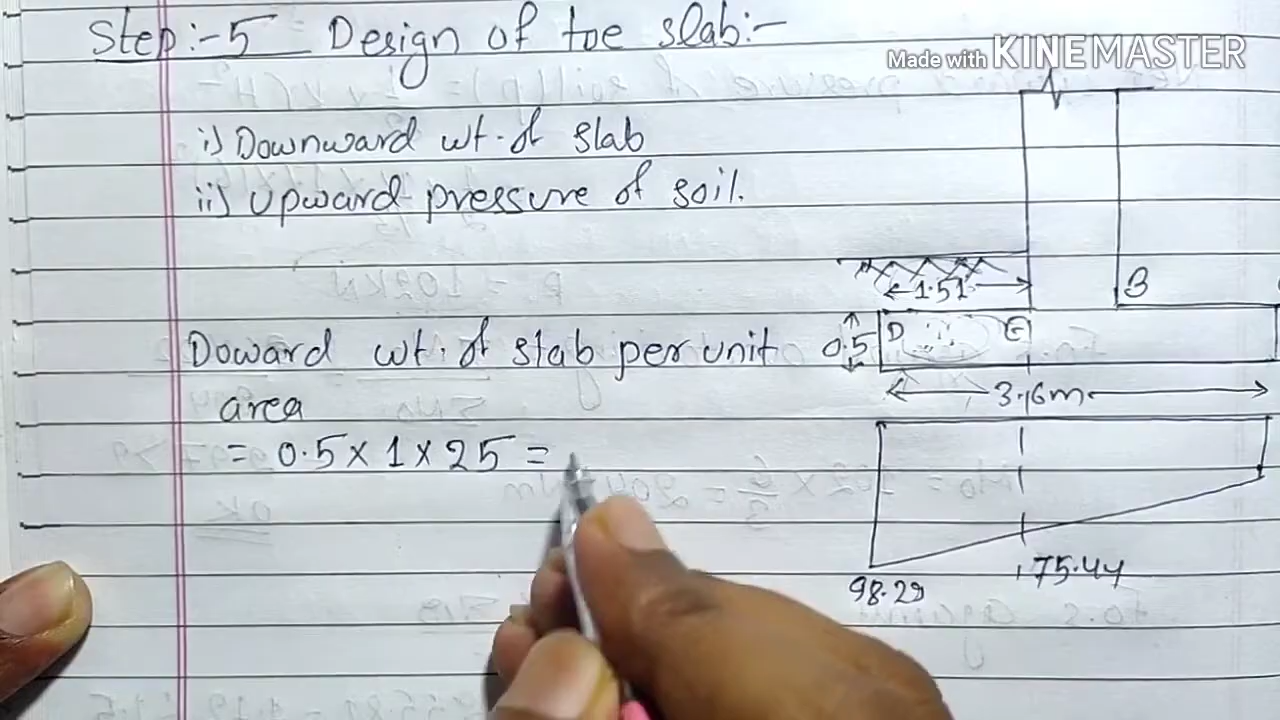 Step:-5 Design of toe slab:-
Made with KINEMASTER
i) Downward wt. of slab
ii) Upward pressure of soil.
1.51
B
Doward wt. of slab per unit
area
0.5
D
E
3.16m
= 0.5 x 1 x 25 =
98.29
75.44